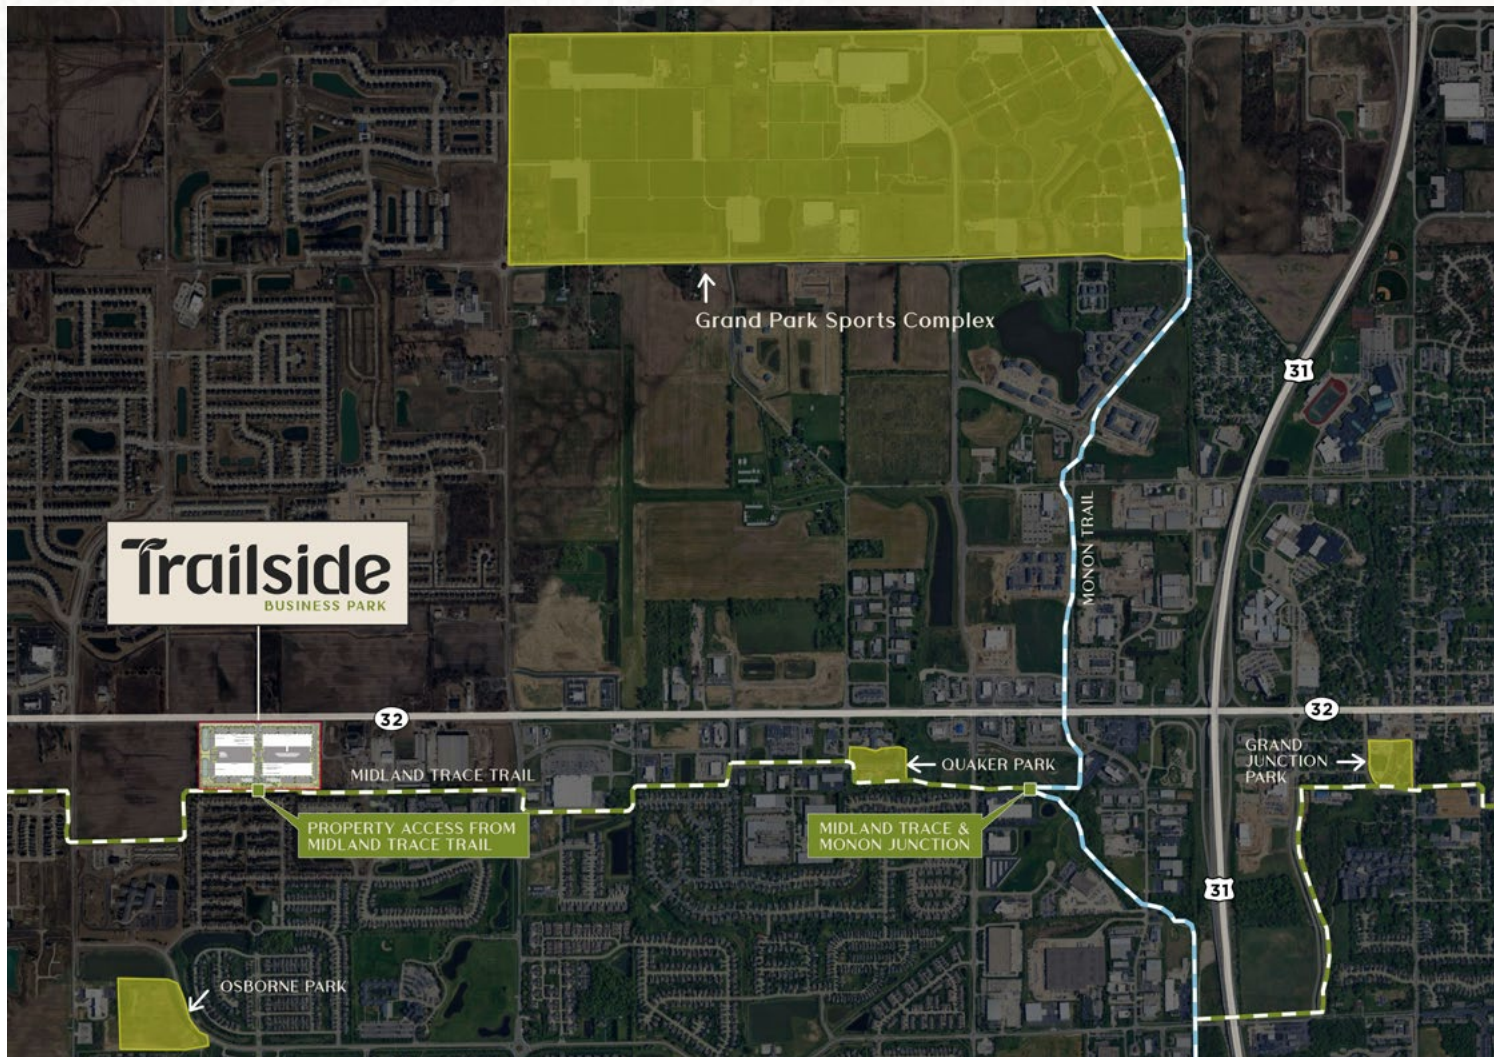 Grand Park Sports Complex
31
MONON TRAIL
Trailside
BUSINESS PARK
32
32
MIDLAND TRACE TRAIL
QUAKER PARK
GRAND
JUNCTION
PARK
PROPERTY ACCESS FROM
MIDLAND TRACE TRAIL
MIDLAND TRACE &
MONON JUNCTION
31
OSBORNE PARK